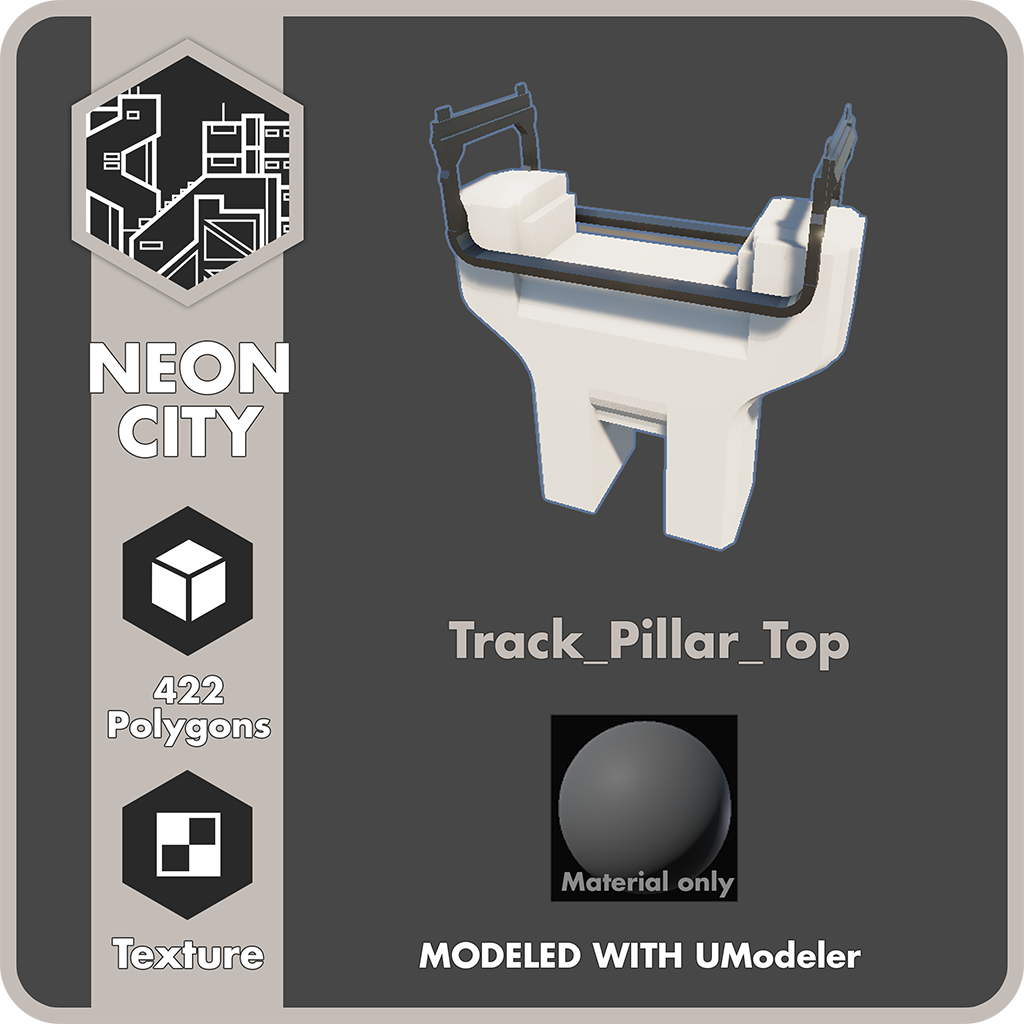 NEON
CITY
422
Polygons
Texture
Track_Pillar_Top
Material only
MODELED WITH UModeler